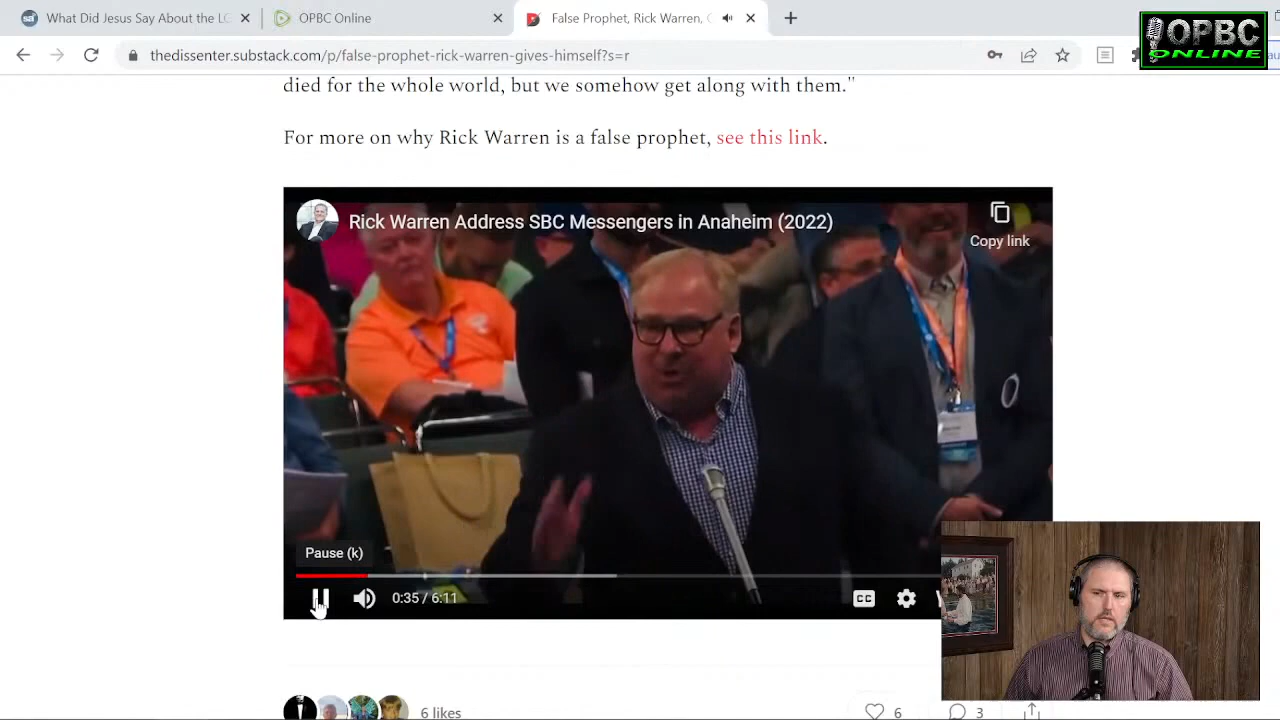 What Did Jesus Say About the LG
OPBC Online
False Prophet, Rick Warren,
OPBC
ONLINE
thedissenter.substack.com/p/false-prophet-rick-warren-gives-himself?s=r
died for the whole world, but we somehow get along with them."
For more on why Rick Warren is a false prophet, see this link.
Rick Warren Address SBC Messengers in Anaheim (2022)
Copy link
Pause (k)
0:35 / 6:11
CC
6 likes
6
3